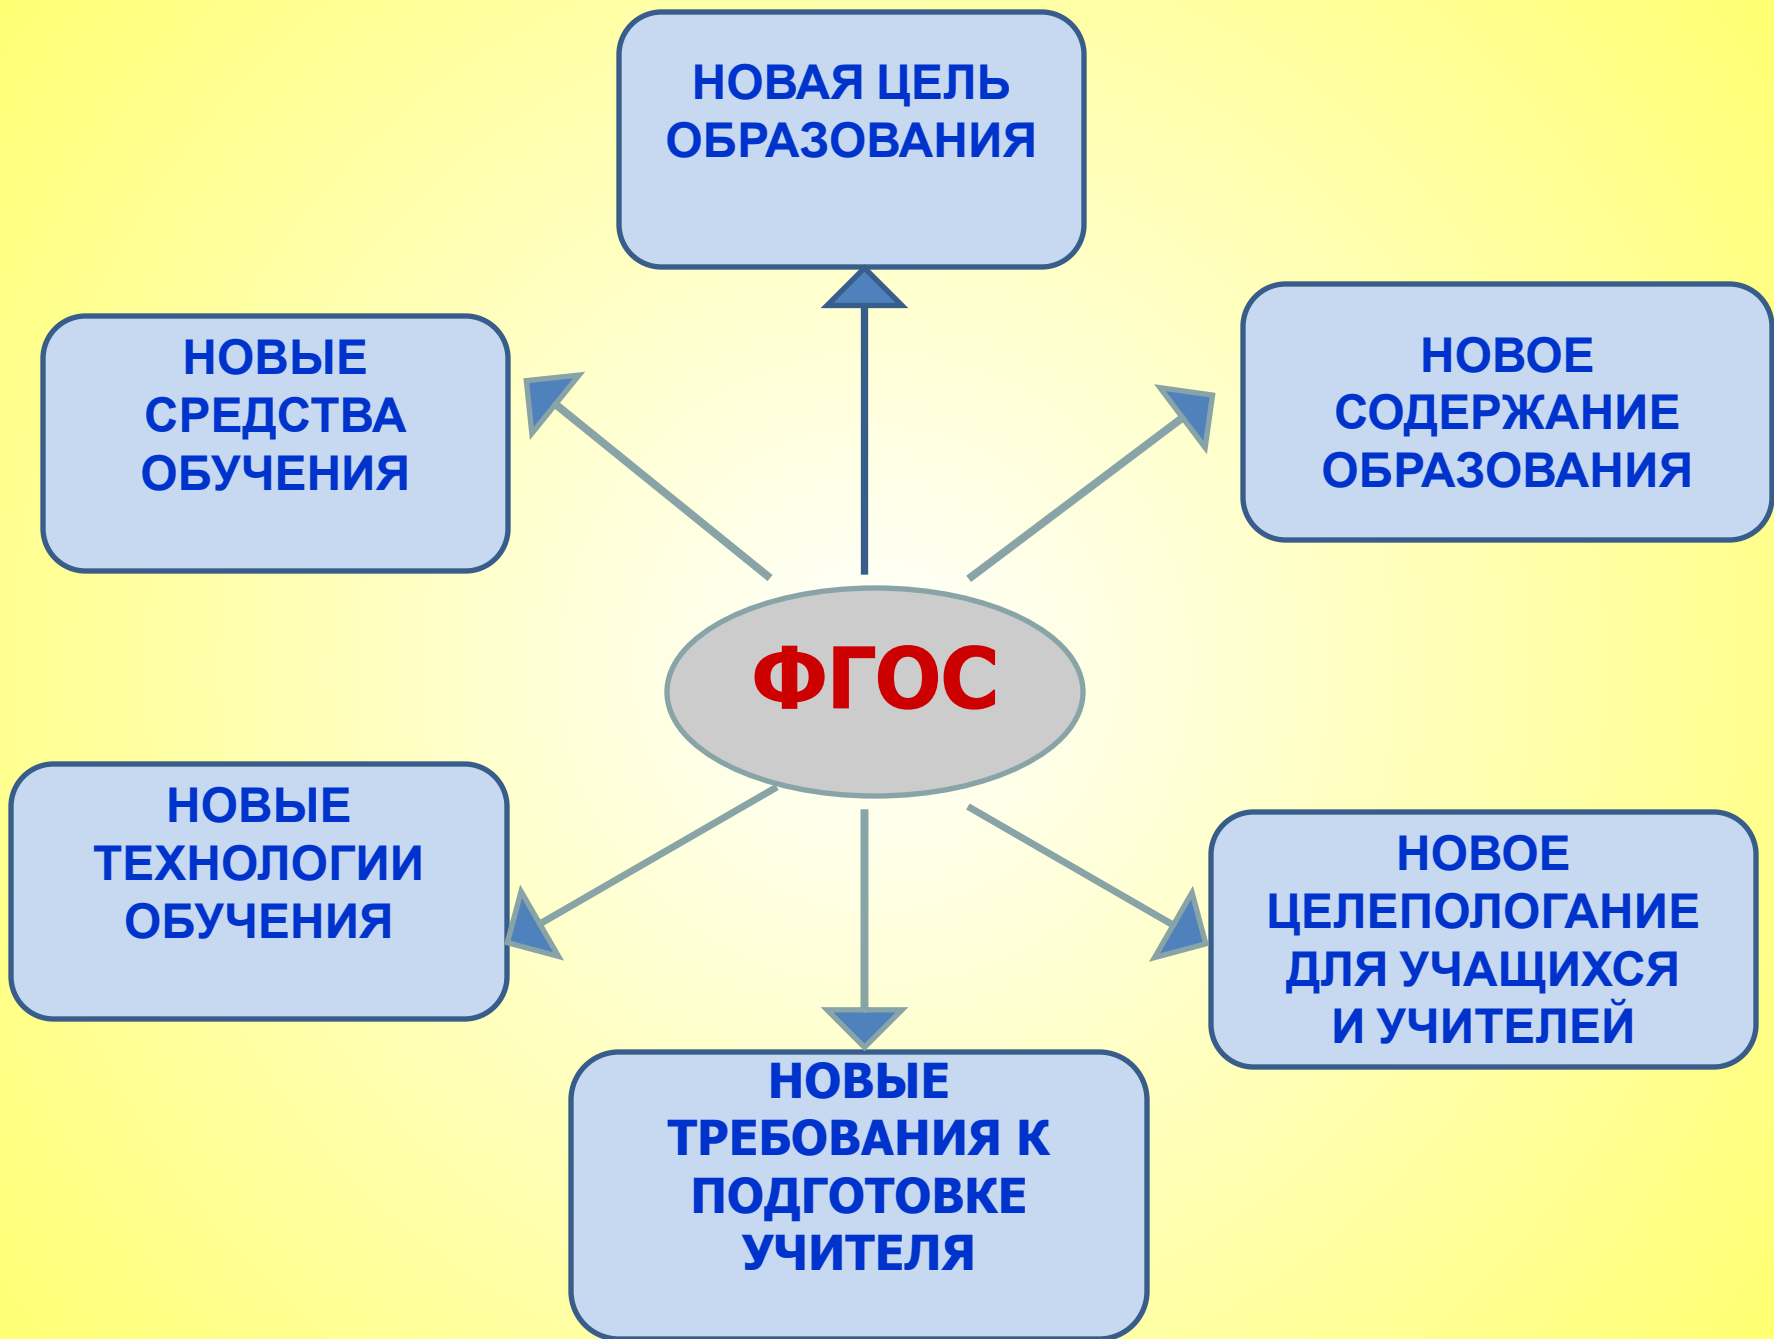 НОВАЯ ЦЕЛЬ
ОБРАЗОВАНИЯ
НОВЫЕ
СРЕДСТВА
ОБУЧЕНИЯ
НОВОЕ
СОДЕРЖАНИЕ
ОБРАЗОВАНИЯ
ФГОС
НОВЫЕ
ТЕХНОЛОГИИ
ОБУЧЕНИЯ
НОВОЕ
ЦЕЛЕПОЛОГАНИЕ
ДЛЯ УЧАЩИХСЯ
И УЧИТЕЛЕЙ
НОВЫЕ
ТРЕБОВАНИЯ К
ПОДГОТОВКЕ
УЧИТЕЛЯ